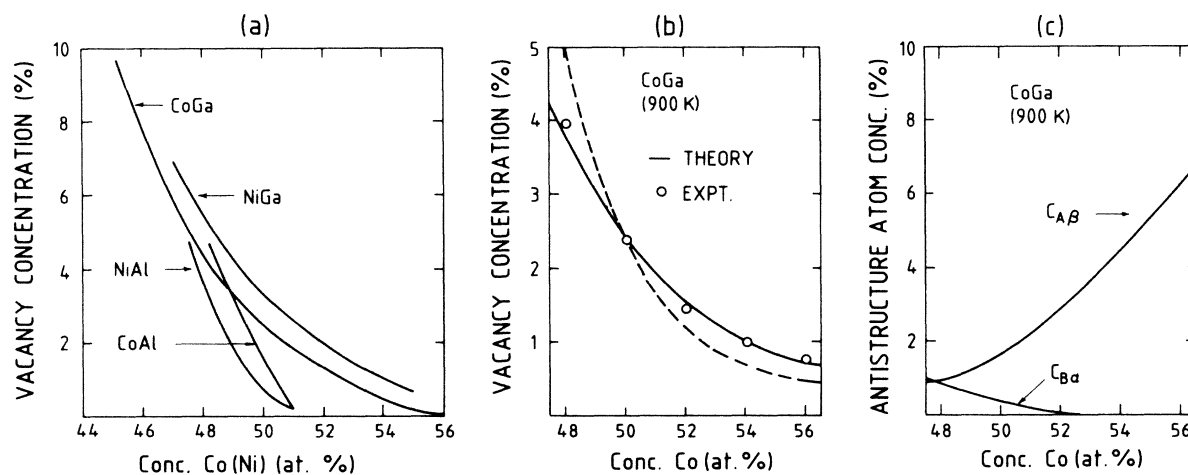 (a)
VACANCY CONCENTRATION (%)
10
8
6
4
2
CoGa
NiGa
NiAl
CoAl
44 48 50 52 54 56
Conc. Co(Ni) (at. %)
(b)
VACANCY CONCENTRATION (%)
5
4
3
2
1
CoGa
(900 K)
— THEORY
○ EXPT.
48 50 52 54 56
Conc. Co (at. %)
(c)
ANTISTRUCTURE ATOM CONC. (%)
10
8
6
4
2
CoGa
(900 K)
CAβ
CBα
48 50 52 54 56
Conc. Co (at. %)